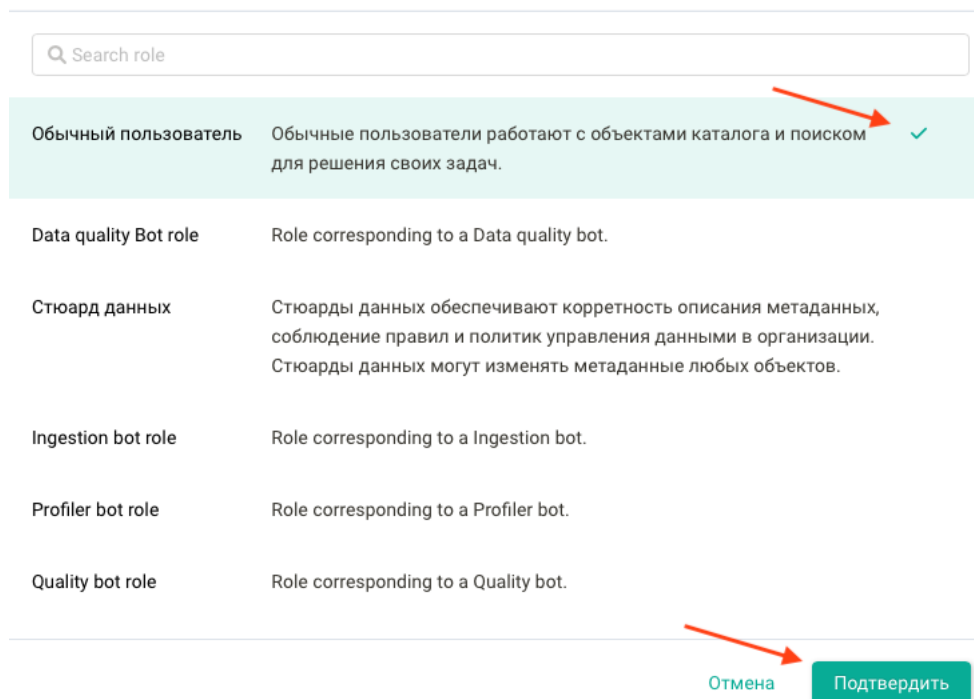 Search role
Обычный пользователь Обычные пользователи работают с объектами каталога и поиском
для решения своих задач.
Data quality Bot role Role corresponding to a Data quality bot.
Стюард данных Стюарды данных обеспечивают корретность описания метаданных,
соблюдение правил и политик управления данными в организации.
Стюарды данных могут изменять метаданные любых объектов.
Ingestion bot role Role corresponding to a Ingestion bot.
Profiler bot role Role corresponding to a Profiler bot.
Quality bot role Role corresponding to a Quality bot.
Отмена Подтвердить